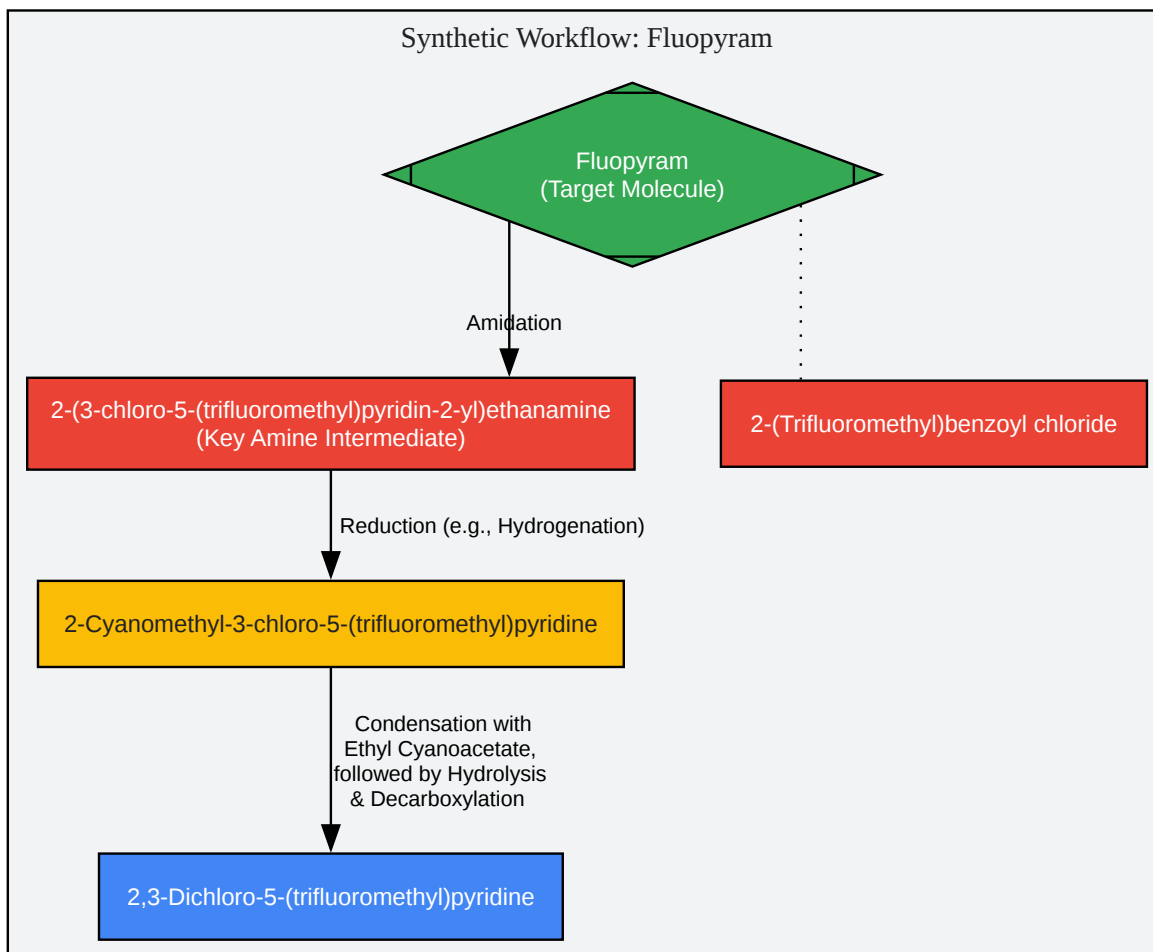 Synthetic Workflow: Fluopyram
Fluopyram
(Target Molecule)
Amidation
2-(3-chloro-5-(trifluoromethyl)pyridin-2-yl)ethanamine
(Key Amine Intermediate)
2-(Trifluoromethyl)benzoyl chloride
Reduction (e.g., Hydrogenation)
2-Cyanomethyl-3-chloro-5-(trifluoromethyl)pyridine
Condensation with
Ethyl Cyanoacetate,
followed by Hydrolysis
& Decarboxylation
2,3-Dichloro-5-(trifluoromethyl)pyridine